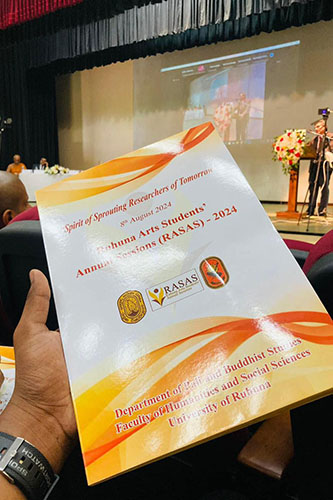 Spirit of Sprouting Researchers of Tomorrow
8th August 2024
Ruhuna Arts Students'
Annual Sessions (RASAS) - 2024
RASAS
Department of Pali and Buddhist Studies
Faculty of Humanities and Social Sciences
University of Ruhuna